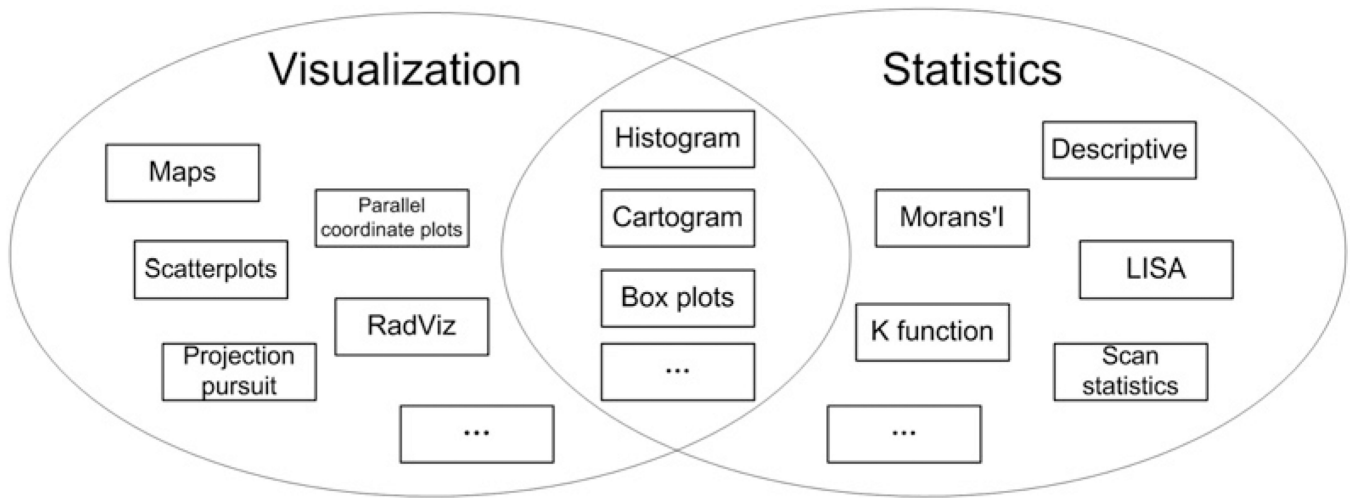 Visualization
Maps
Parallel
coordinate plots
Scatterplots
RadViz
Projection
pursuit
...
Histogram
Cartogram
Box plots
...
Statistics
Descriptive
Morans'I
LISA
K function
Scan
statistics
...